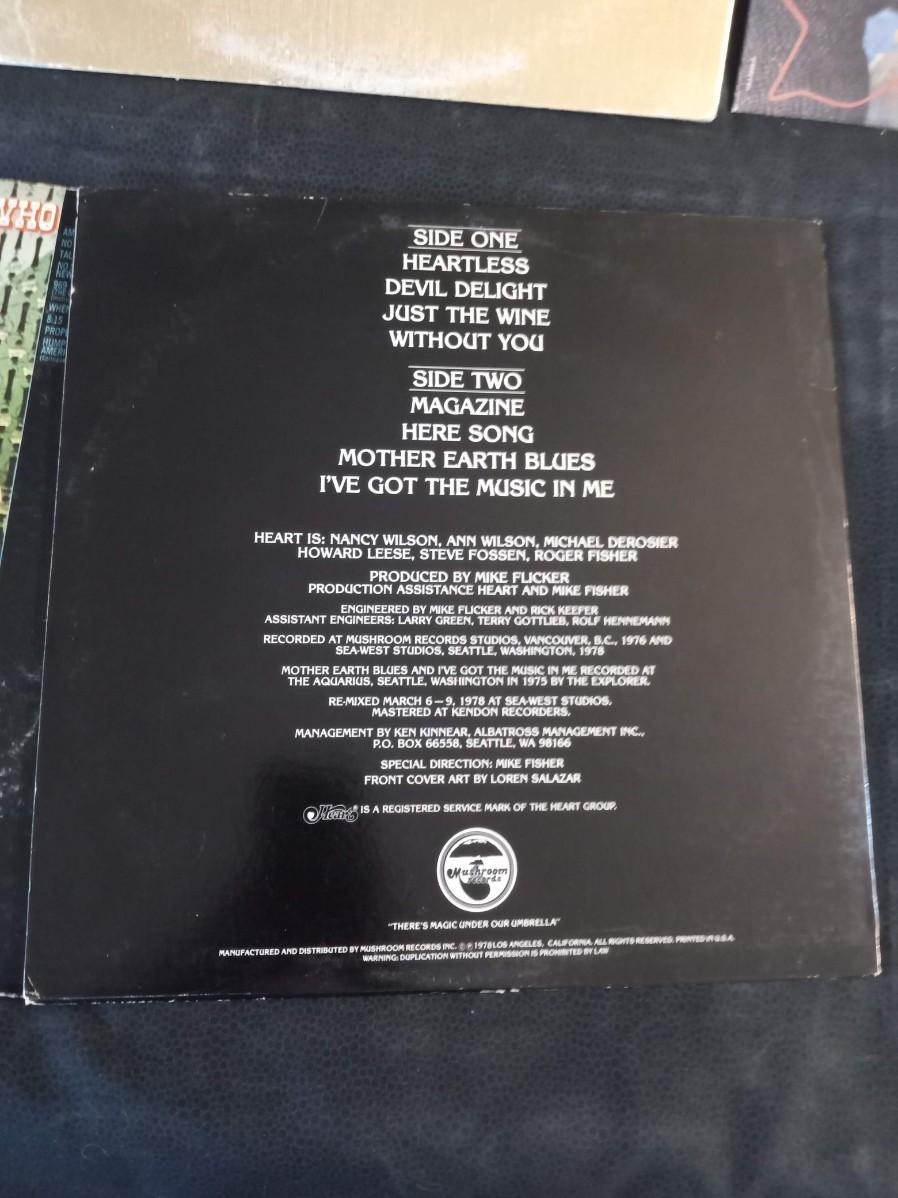 WHO
SIDE ONE
HEARTLESS
DEVIL DELIGHT
JUST THE WINE
WITHOUT YOU
SIDE TWO
MAGAZINE
HERE SONG
MOTHER EARTH BLUES
I'VE GOT THE MUSIC IN ME
HEART IS: NANCY WILSON, ANN WILSON, MICHAEL DEROSIER
HOWARD LEESE, STEVE FOSSEN, ROGER FISHER
PRODUCED BY MIKE FLICKER
PRODUCTION ASSISTANCE HEART AND MIKE FISHER
ENGINEERED BY MIKE FLICKER AND RICK KEEFER
ASSISTANT ENGINEERS: LARRY GREEN, TERRY GOTTLIEB, ROLF HENNEMANN
RECORDED AT MUSHROOM RECORDS STUDIOS, VANCOUVER, B.C., 1976 AND
SEA-WEST STUDIOS, SEATTLE, WASHINGTON, 1978
MOTHER EARTH BLUES AND I'VE GOT THE MUSIC IN ME RECORDED AT
THE AQUARIUS, SEATTLE, WASHINGTON IN 1975 BY THE EXPLORER.
RE-MIXED MARCH 6–9, 1978 AT SEA-WEST STUDIOS.
MASTERED AT KENDON RECORDERS.
MANAGEMENT BY KEN KINNEAR, ALBATROSS MANAGEMENT INC.,
P.O. BOX 66558, SEATTLE, WA 98166
SPECIAL DIRECTION: MIKE FISHER
FRONT COVER ART BY LOREN SALAZAR
Heart® IS A REGISTERED SERVICE MARK OF THE HEART GROUP.
Mushroom
records
"THERE'S MAGIC UNDER OUR UMBRELLA"
MANUFACTURED AND DISTRIBUTED BY MUSHROOM RECORDS INC. © ℗ 1978 LOS ANGELES, CALIFORNIA. ALL RIGHTS RESERVED. PRINTED IN U.S.A.
WARNING: DUPLICATION WITHOUT PERMISSION IS PROHIBITED BY LAW